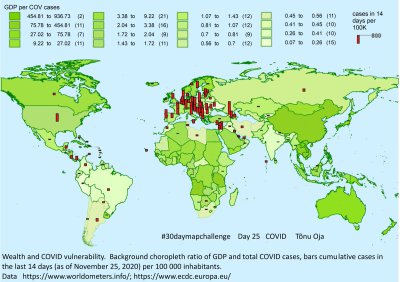 GDP per COV cases
454.81 to 936.73 (2)
75.78 to 454.81 (11)
27.02 to 75.78 (7)
9.22 to 27.02 (11)
3.38 to 9.22 (21)
2.04 to 3.38 (16)
1.72 to 2.04 (9)
1.43 to 1.72 (11)
1.07 to 1.43 (12)
0.81 to 1.07 (11)
0.7 to 0.81 (9)
0.56 to 0.7 (12)
0.45 to 0.56 (11)
0.41 to 0.45 (10)
0.26 to 0.41 (10)
0.07 to 0.26 (15)
cases in 14
days per
100K
800
#30daymapchallenge Day 25 COVID Tõnu Oja
Wealth and COVID vulnerability. Background choropleth ratio of GDP and total COVID cases, bars cumulative cases in
the last 14 days (as of November 25, 2020) per 100 000 inhabitants.
Data https://www.worldometers.info/; https://www.ecdc.europa.eu/